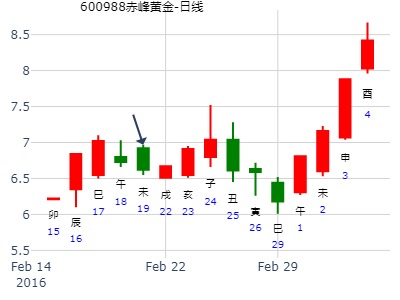 600988赤峰黄金-日线
8.5
8
7.5
7
6.5
6
5.5
卯
15
辰
16
巳
17
午
18
未
19
戌
22
亥
23
子
24
丑
25
寅
26
巳
29
午
1
未
2
申
3
酉
4
Feb 14
2016
Feb 22
Feb 29